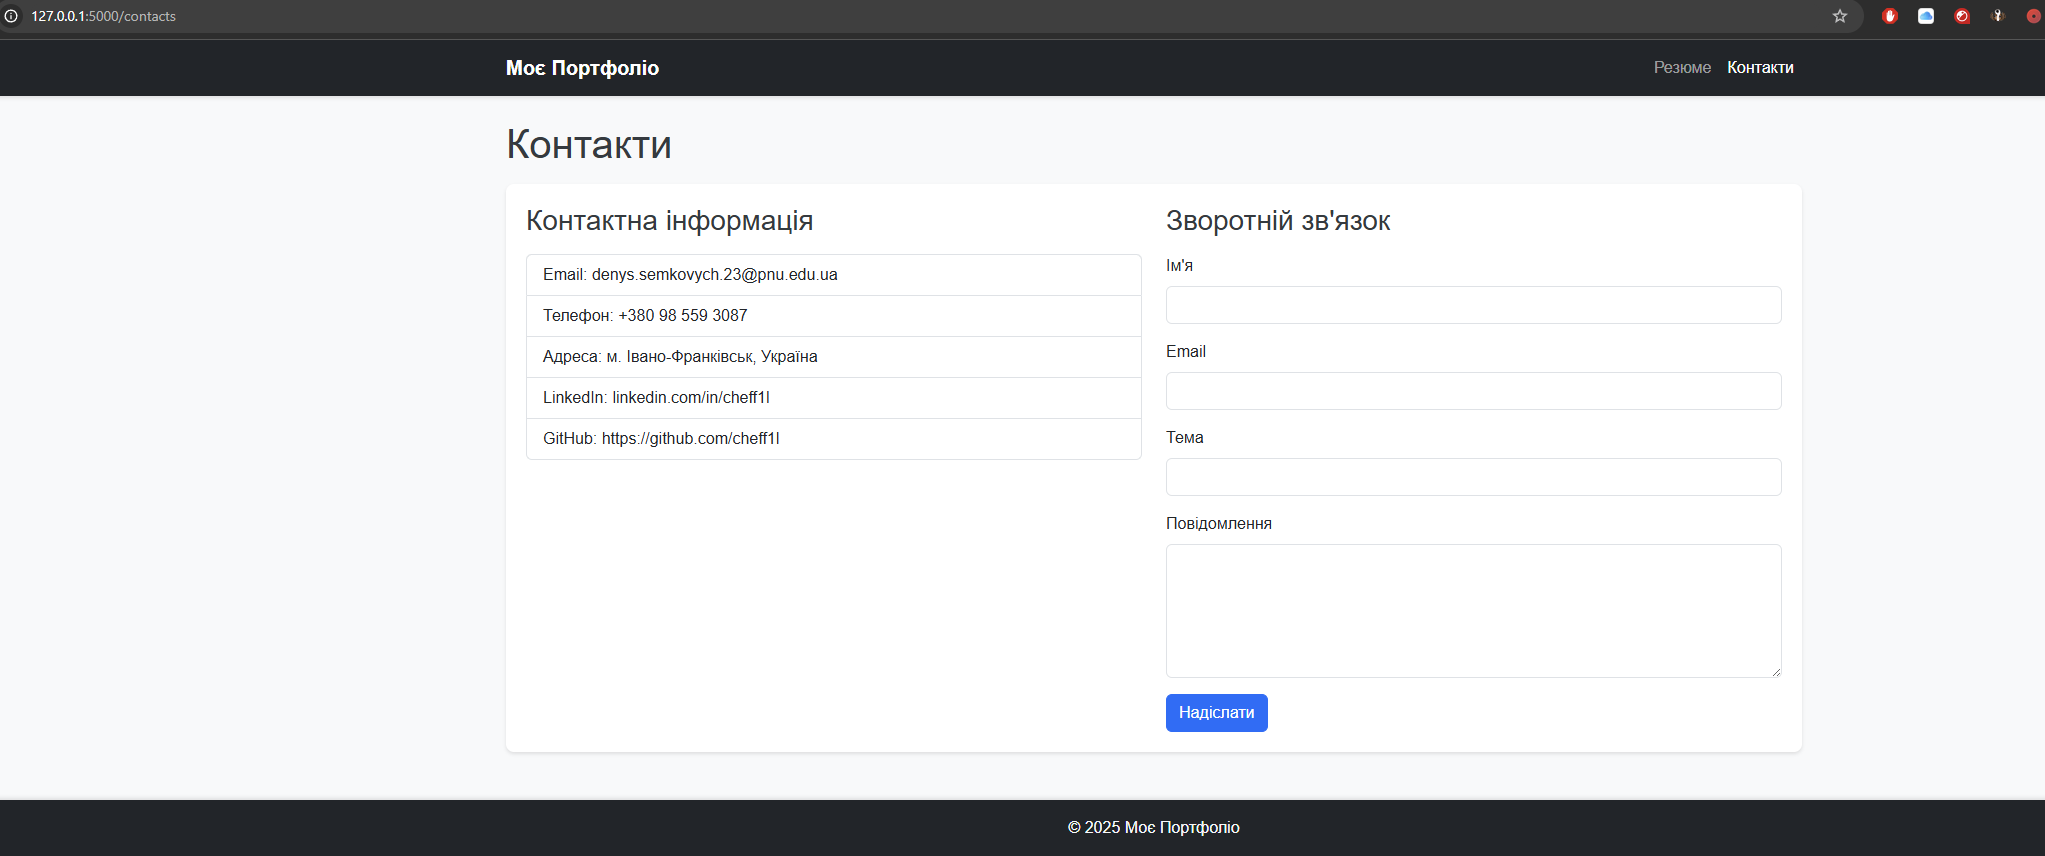 127.0.0.1:5000/contacts
Моє Портфоліо
Резюме Контакти
Контакти
Контактна інформація
Email: denys.semkovych.23@pnu.edu.ua
Телефон: +380 98 559 3087
Адреса: м. Івано-Франківськ, Україна
LinkedIn: linkedin.com/in/cheff1l
GitHub: https://github.com/cheff1l
Зворотній зв'язок
Ім'я
Email
Тема
Повідомлення
Надіслати
© 2025 Моє Портфоліо